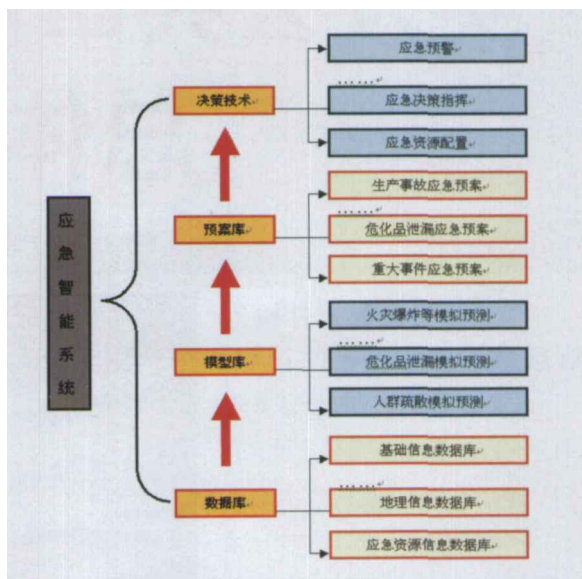 应急智能系统
决策技术
应急预警
……
应急决策指挥
应急资源配置
预案库
生产事故应急预案
……
危化品泄漏应急预案
重大事件应急预案
模型库
火灾爆炸等模拟预测
……
危化品泄漏模拟预测
人群疏散模拟预测
数据库
基础信息数据库
……
地理信息数据库
应急资源信息数据库